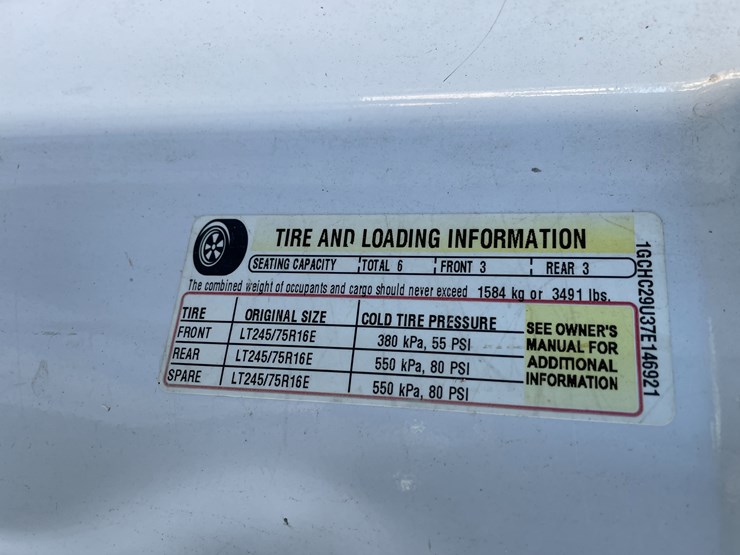 TIRE AND LOADING INFORMATION
SEATING CAPACITY TOTAL 6 FRONT 3 REAR 3
The combined weight of occupants and cargo should never exceed 1584 kg or 3491 lbs.
TIRE ORIGINAL SIZE COLD TIRE PRESSURE
FRONT LT245/75R16E 380 kPa, 55 PSI
REAR LT245/75R16E 550 kPa, 80 PSI
SPARE LT245/75R16E 550 kPa, 80 PSI
SEE OWNER'S
MANUAL FOR
ADDITIONAL
INFORMATION
1GCHC29U37E146921